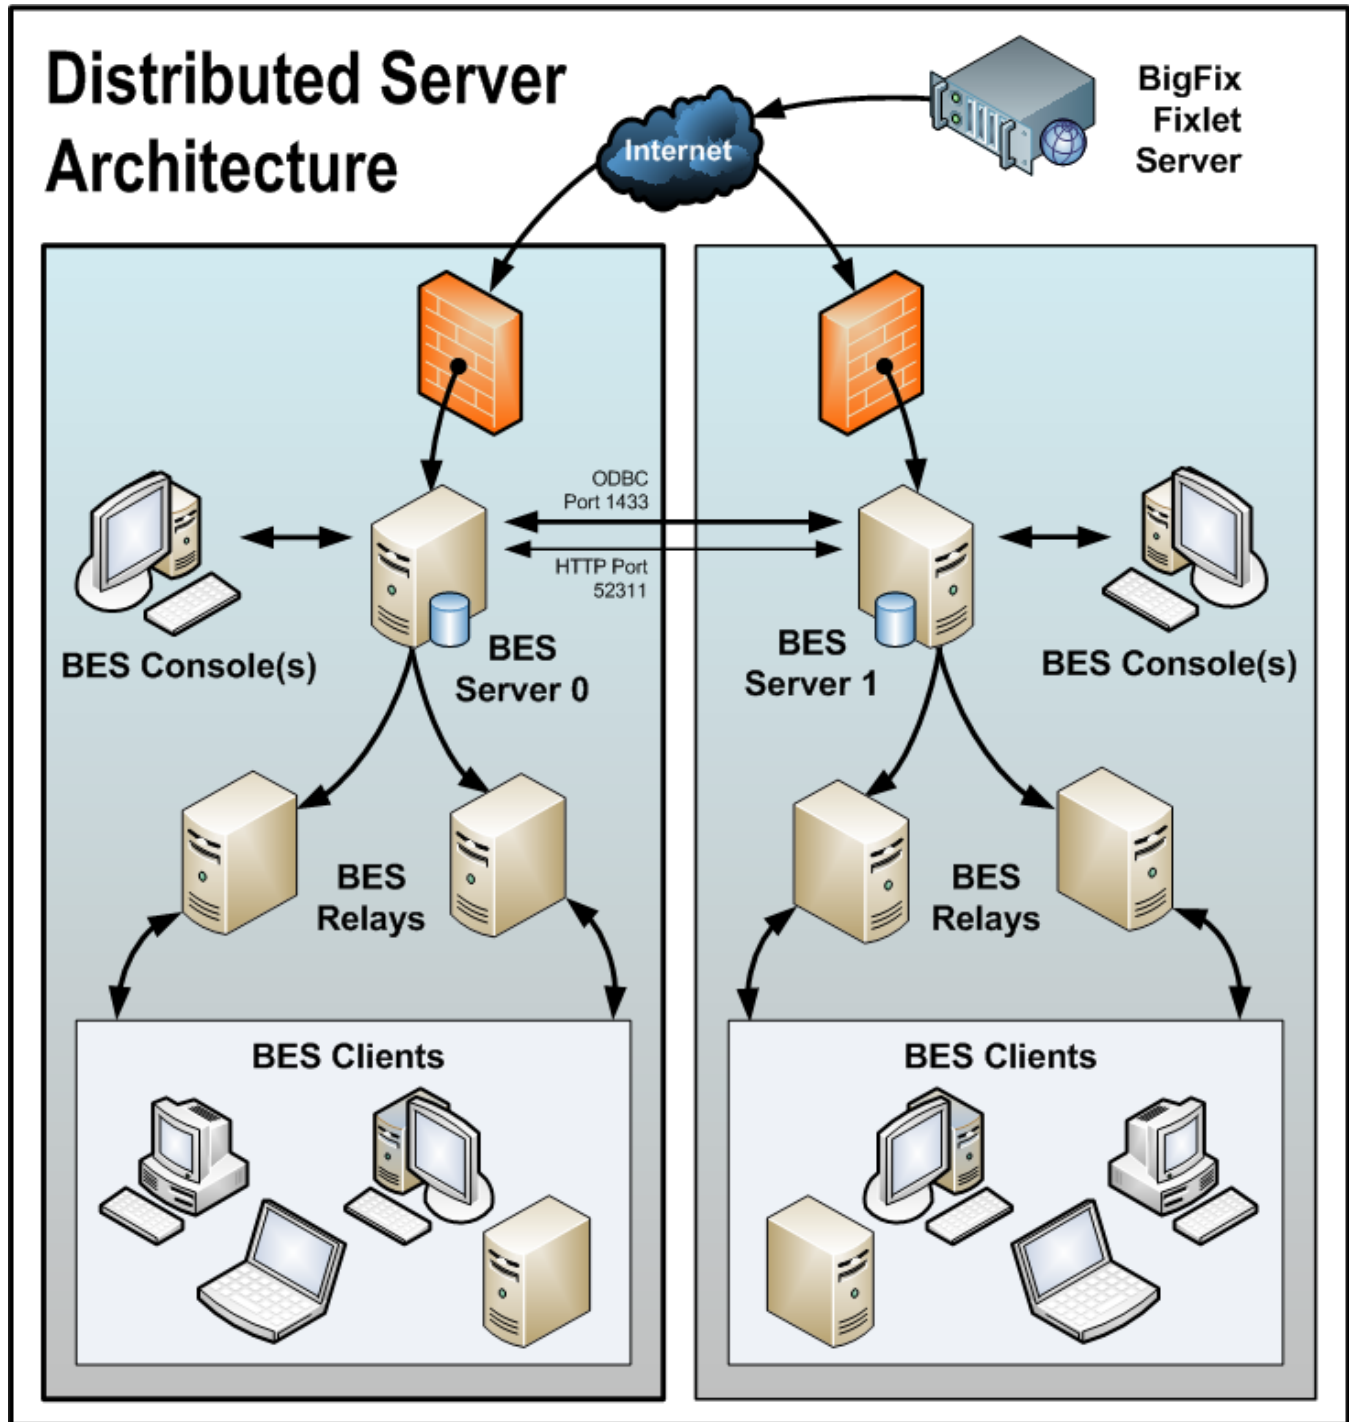 Distributed Server
Architecture
BigFix
Fixlet
Server
Internet
ODBC
Port 1433
HTTP Port
52311
BES Console(s)
BES
Server 0
BES
Server 1
BES Console(s)
BES
Relays
BES
Relays
BES Clients
BES Clients